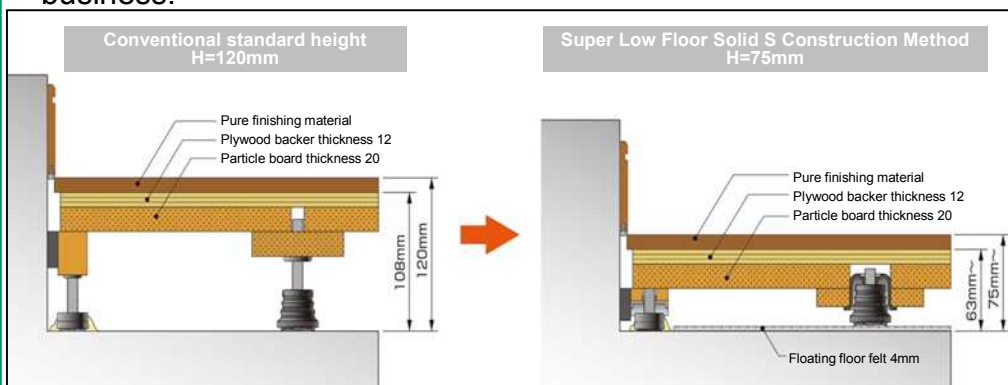 business.
Conventional standard height
H=120mm
Super Low Floor Solid S Construction Method
H=75mm
Pure finishing material
Plywood backer thickness 12
Particle board thickness 20
108mm
120mm
Pure finishing material
Plywood backer thickness 12
Particle board thickness 20
63mm~
75mm~
Floating floor felt 4mm